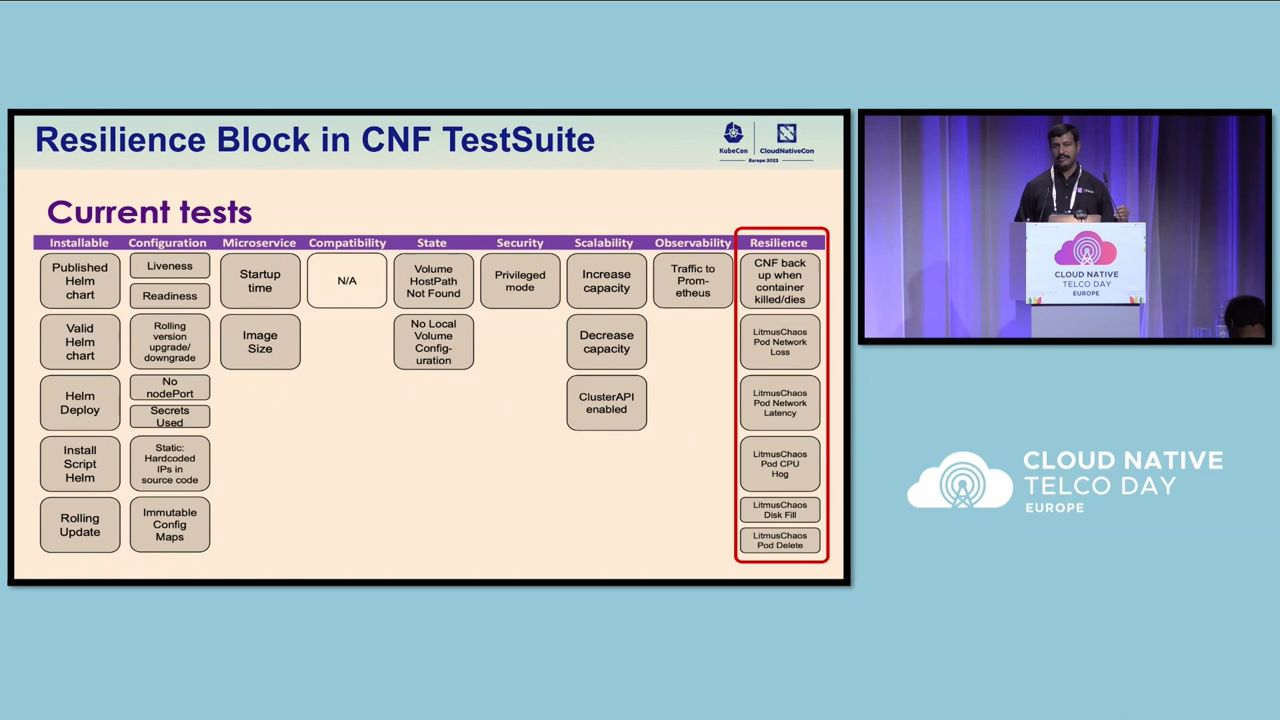 Resilience Block in CNF TestSuite
KubeCon
CloudNativeCon
Europe 2023
Current tests
Installable
Configuration
Microservice
Compatibility
State
Security
Scalability
Observability
Resilience
Published
Helm
chart
Valid
Helm
chart
Helm
Deploy
Install
Script
Helm
Rolling
Update
Liveness
Readiness
Rolling
version
upgrade/
downgrade
No
nodePort
Secrets
Used
Static:
Hardcoded
IPs in
source code
Immutable
Config
Maps
Startup
time
Image
Size
N/A
Volume
HostPath
Not Found
No Local
Volume
Config-
uration
Privileged
mode
Increase
capacity
Decrease
capacity
ClusterAPI
enabled
Traffic to
Prom-
etheus
CNF back
up when
container
killed/dies
LitmusChaos
Pod Network
Loss
LitmusChaos
Pod Network
Latency
LitmusChaos
Pod CPU
Hog
LitmusChaos
Disk Fill
LitmusChaos
Pod Delete
CLOUD NATIVE
TELCO DAY
EUROPE
CLOUD NATIVE
TELCO DAY
EUROPE